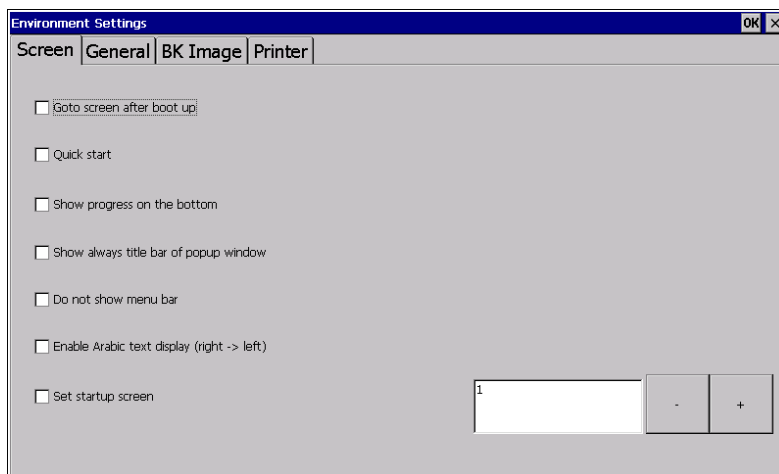 Environment Settings OK ×
Screen General BK Image Printer
Goto screen after boot up
Quick start
Show progress on the bottom
Show always title bar of popup window
Do not show menu bar
Enable Arabic text display (right -> left)
Set startup screen 1 - +